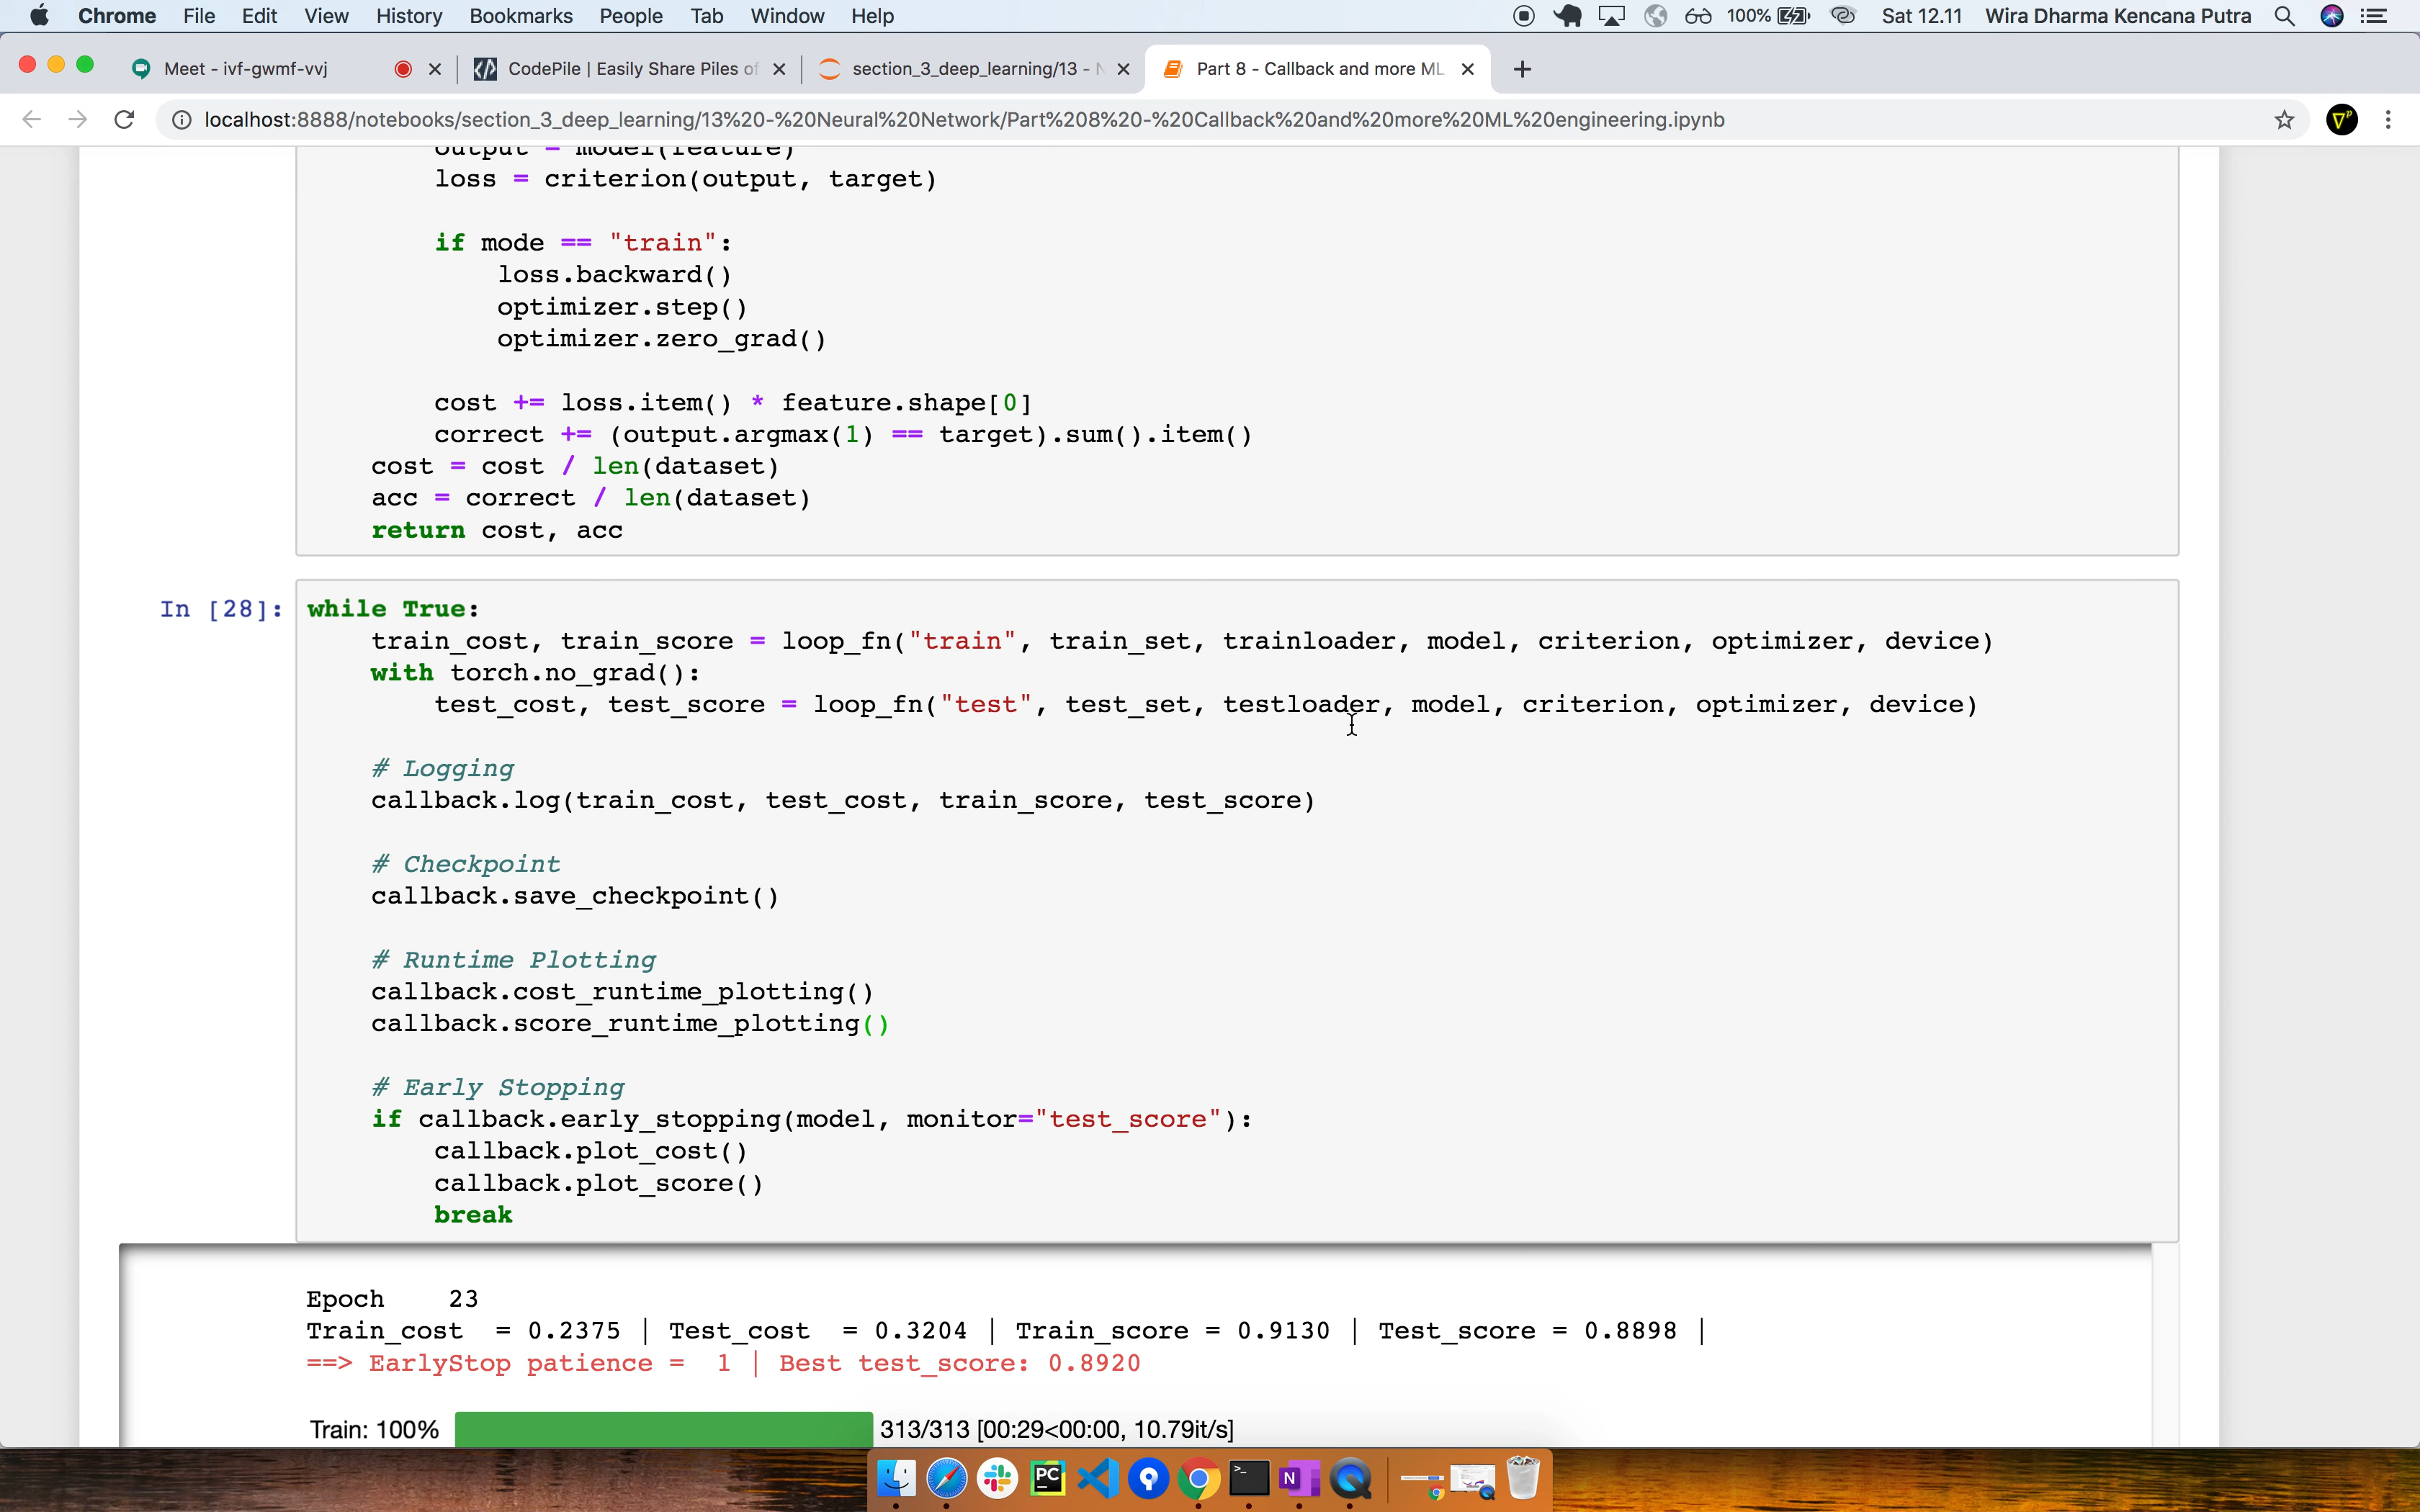 Chrome File Edit View History Bookmarks People Tab Window Help 100% Sat 12.11 Wira Dharma Kencana Putra
Meet - ivf-gwmf-vvj CodePile | Easily Share Piles of section_3_deep_learning/13 - N Part 8 - Callback and more ML
localhost:8888/notebooks/section_3_deep_learning/13%20-%20Neural%20Network/Part%208%20-%20Callback%20and%20more%20ML%20engineering.ipynb
output = model(feature)
loss = criterion(output, target)
if mode == "train":
loss.backward()
optimizer.step()
optimizer.zero_grad()
cost += loss.item() * feature.shape[0]
correct += (output.argmax(1) == target).sum().item()
cost = cost / len(dataset)
acc = correct / len(dataset)
return cost, acc
In [28]: while True:
train_cost, train_score = loop_fn("train", train_set, trainloader, model, criterion, optimizer, device)
with torch.no_grad():
test_cost, test_score = loop_fn("test", test_set, testloader, model, criterion, optimizer, device)
# Logging
callback.log(train_cost, test_cost, train_score, test_score)
# Checkpoint
callback.save_checkpoint()
# Runtime Plotting
callback.cost_runtime_plotting()
callback.score_runtime_plotting()
# Early Stopping
if callback.early_stopping(model, monitor="test_score"):
callback.plot_cost()
callback.plot_score()
break
Epoch 23
Train_cost = 0.2375 | Test_cost = 0.3204 | Train_score = 0.9130 | Test_score = 0.8898 |
==> EarlyStop patience = 1 | Best test_score: 0.8920
Train: 100% 313/313 [00:29<00:00, 10.79it/s]
PC
N